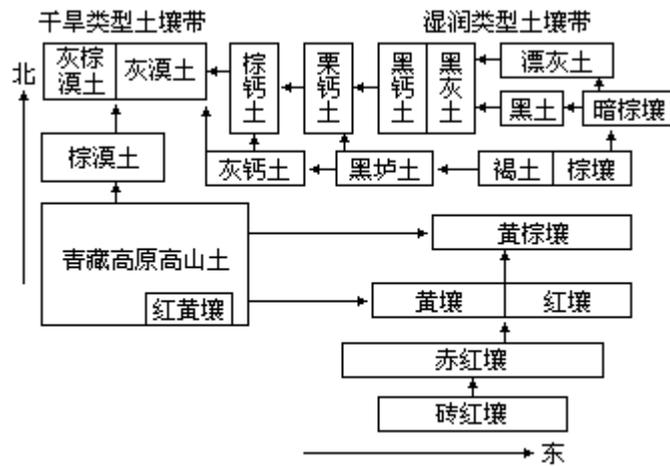 干旱类型土壤带
湿润类型土壤带
北
灰棕漠土
灰漠土
棕钙土
栗钙土
黑钙土
黑灰土
漂灰土
黑土
暗棕壤
棕漠土
灰钙土
黑垆土
褐土
棕壤
青藏高原高山土
红黄壤
黄棕壤
黄壤
红壤
赤红壤
砖红壤
东